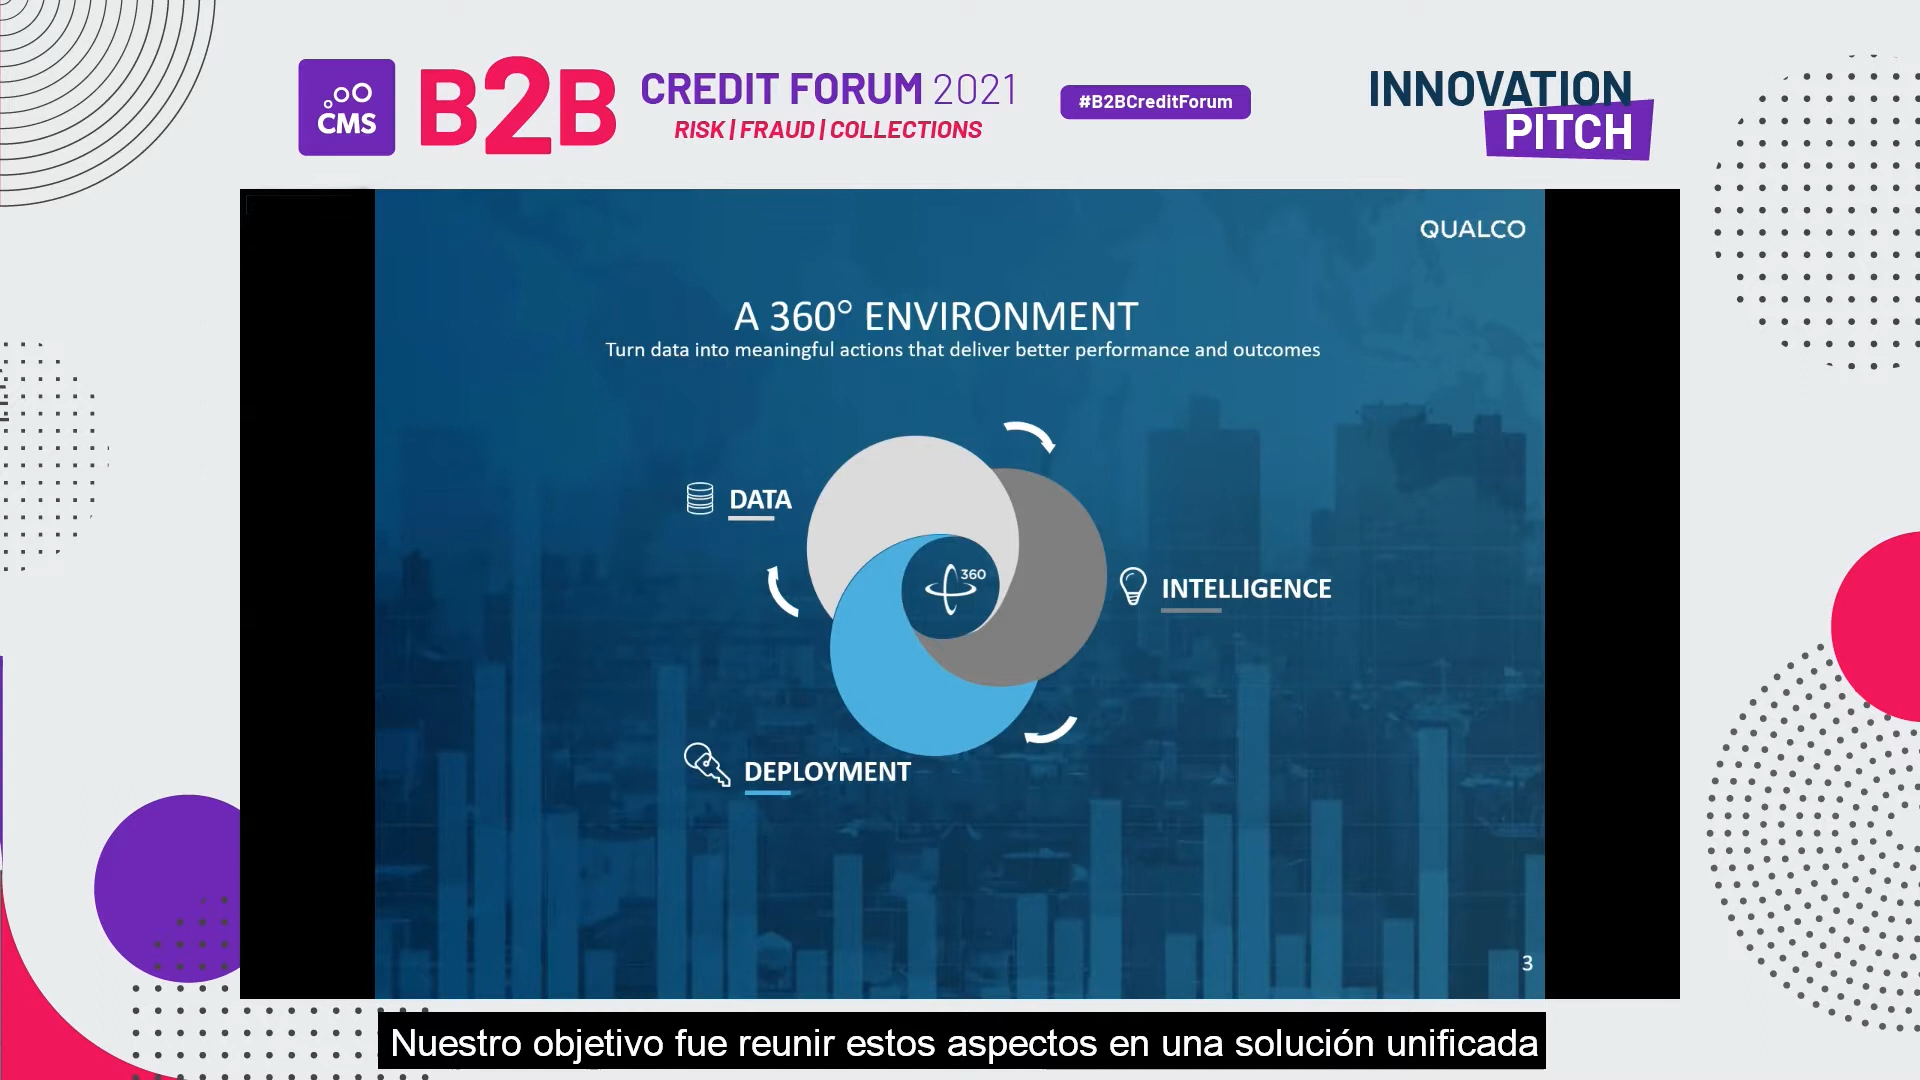 CMS
B2B
CREDIT FORUM 2021
RISK | FRAUD | COLLECTIONS
#B2BCreditForum
INNOVATION
PITCH
QUALCO
A 360° ENVIRONMENT
Turn data into meaningful actions that deliver better performance and outcomes
DATA
360
INTELLIGENCE
DEPLOYMENT
3
Nuestro objetivo fue reunir estos aspectos en una solución unificada